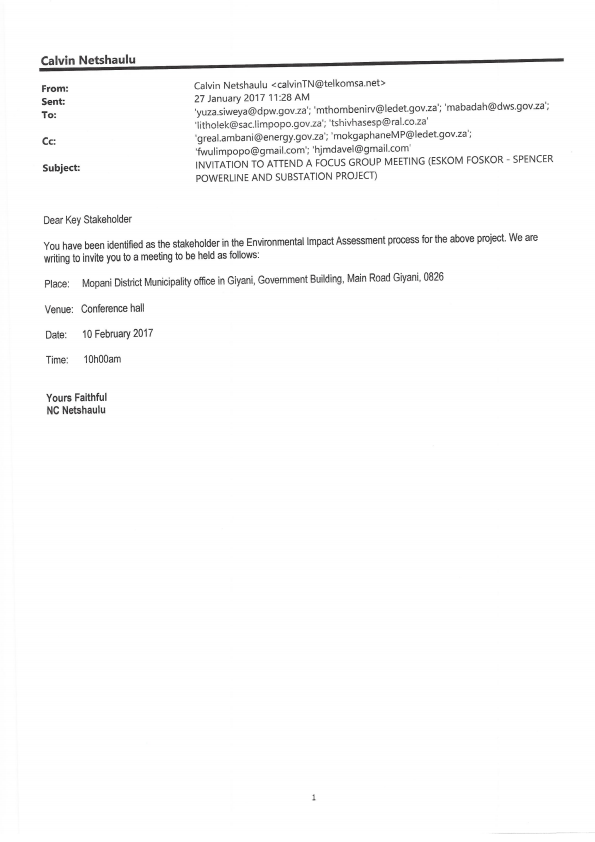 Calvin Netshaulu
From: Calvin Netshaulu <calvinTN@telkomsa.net>
Sent: 27 January 2017 11:28 AM
To: 'yuza.siweya@dpw.gov.za'; 'mthombenirv@ledet.gov.za'; 'mabadah@dws.gov.za';
'litholek@sac.limpopo.gov.za'; 'tshivhasesp@ral.co.za'
Cc: 'greal.ambani@energy.gov.za'; 'mokgaphaneMP@ledet.gov.za';
'fwulimpopo@gmail.com'; 'hjmdavel@gmail.com'
Subject: INVITATION TO ATTEND A FOCUS GROUP MEETING (ESKOM FOSKOR - SPENCER
POWERLINE AND SUBSTATION PROJECT)
Dear Key Stakeholder
You have been identified as the stakeholder in the Environmental Impact Assessment process for the above project. We are
writing to invite you to a meeting to be held as follows:
Place: Mopani District Municipality office in Giyani, Government Building, Main Road Giyani, 0826
Venue: Conference hall
Date: 10 February 2017
Time: 10h00am
Yours Faithful
NC Netshaulu
1